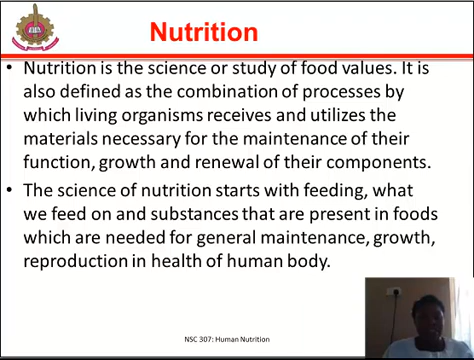 Nutrition
• Nutrition is the science or study of food values. It is
also defined as the combination of processes by
which living organisms receives and utilizes the
materials necessary for the maintenance of their
function, growth and renewal of their components.
• The science of nutrition starts with feeding, what
we feed on and substances that are present in foods
which are needed for general maintenance, growth,
reproduction in health of human body.
NSC 307: Human Nutrition